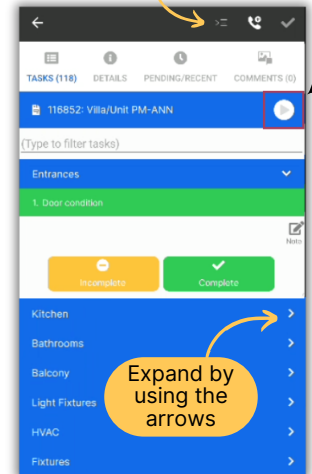 TASKS (118) DETAILS PENDING/RECENT COMMENTS (0)
116852: Villa/Unit PM-ANN
(Type to filter tasks)
Entrances
1. Door condition
Note
Incomplete Complete
Kitchen
Bathrooms
Balcony
Light Fixtures
HVAC
Fixtures
Expand by
using the
arrows